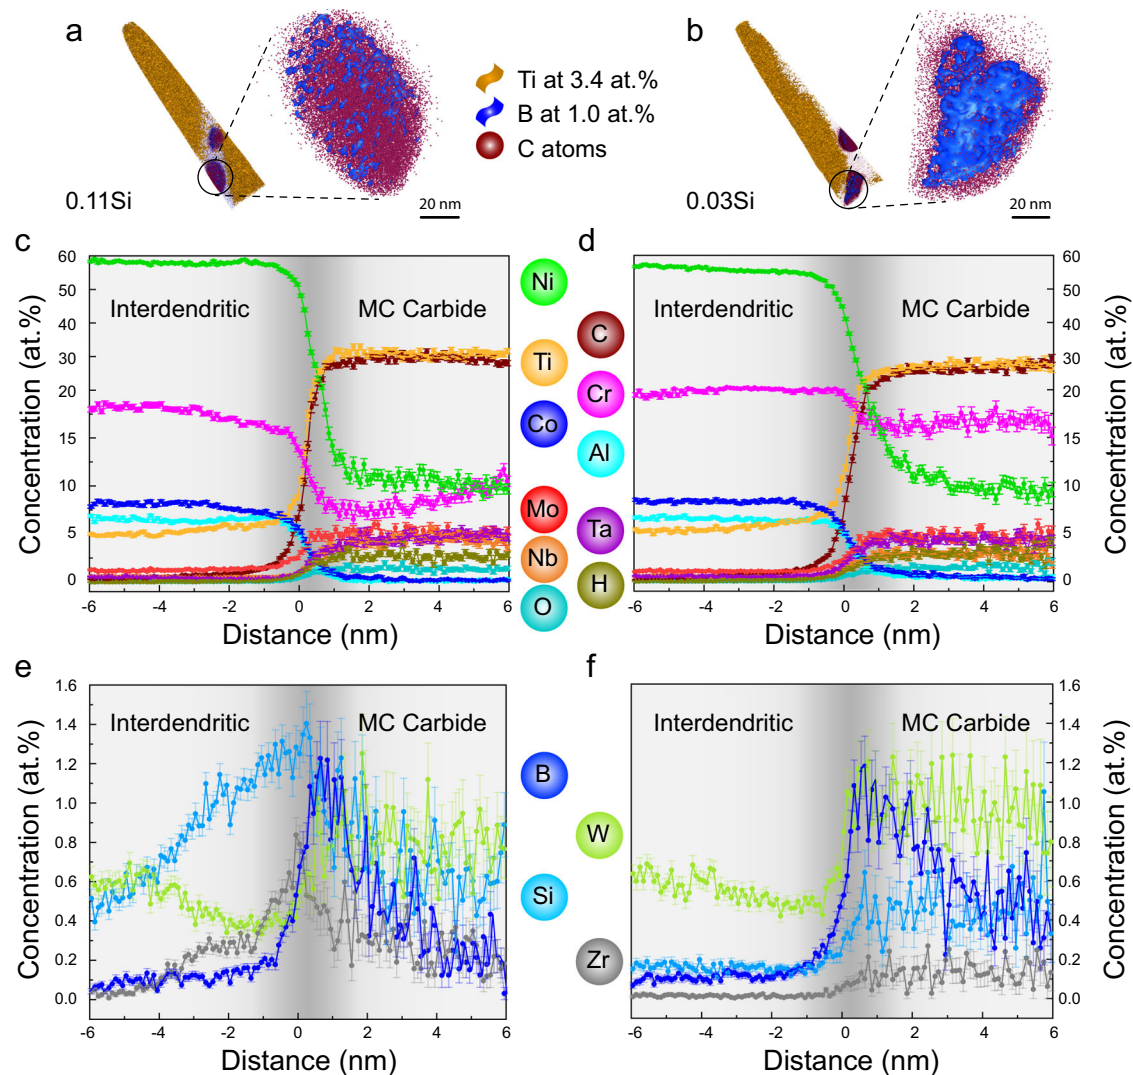 a
b
Ti at 3.4 at.%
B at 1.0 at.%
C atoms
0.11Si
20 nm
0.03Si
20 nm
c
d
60
50
40
30
20
15
10
5
0
Concentration (at.%)
Interdendritic
MC Carbide
-6
-4
-2
0
2
4
6
Distance (nm)
Ni
C
Ti
Cr
Co
Al
Mo
Ta
Nb
H
O
Interdendritic
MC Carbide
60
50
40
30
20
15
10
5
0
Concentration (at.%)
-6
-4
-2
0
2
4
6
Distance (nm)
e
f
1.6
1.4
1.2
1.0
0.8
0.6
0.4
0.2
0.0
Concentration (at.%)
Interdendritic
MC Carbide
-6
-4
-2
0
2
4
6
Distance (nm)
B
W
Si
Zr
Interdendritic
MC Carbide
1.6
1.4
1.2
1.0
0.8
0.6
0.4
0.2
0.0
Concentration (at.%)
-6
-4
-2
0
2
4
6
Distance (nm)